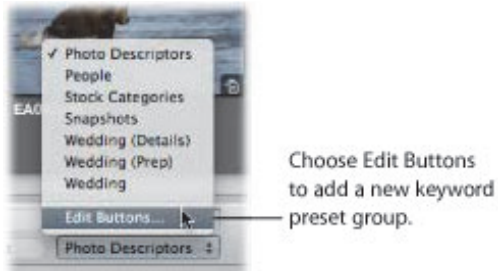 ✓ Photo Descriptors
People
Stock Categories
Snapshots
EA0
Wedding (Details)
Wedding (Prep)
Wedding
Edit Buttons...
Photo Descriptors
Choose Edit Buttons
to add a new keyword
preset group.